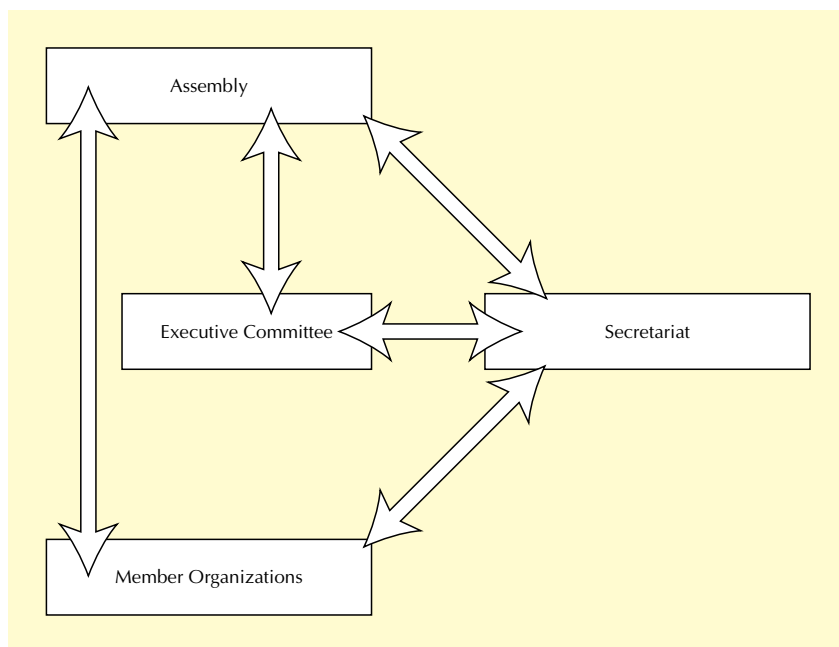 Assembly
Executive Committee
Secretariat
Member Organizations